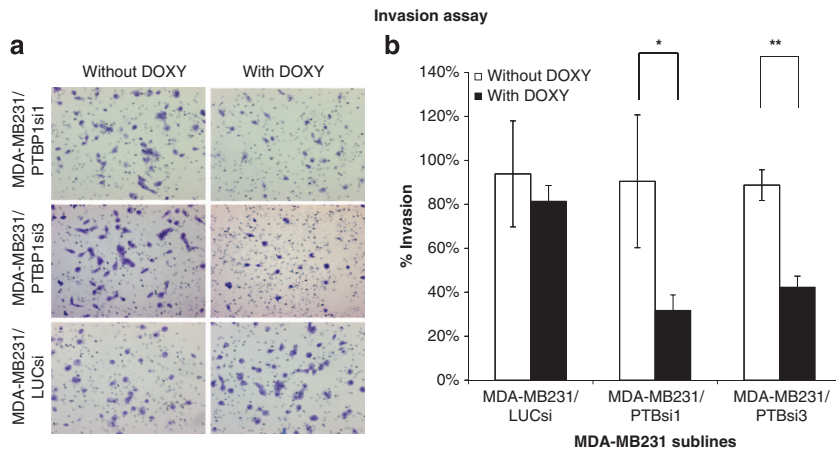 Invasion assay
a
Without DOXY
With DOXY
MDA-MB231/
PTBP1si1
MDA-MB231/
PTBP1si3
MDA-MB231/
LUCsi
b
*
**
Without DOXY
With DOXY
140%
120%
100%
80%
60%
40%
20%
0%
% Invasion
MDA-MB231/
LUCsi
MDA-MB231/
PTBsi1
MDA-MB231/
PTBsi3
MDA-MB231 sublines